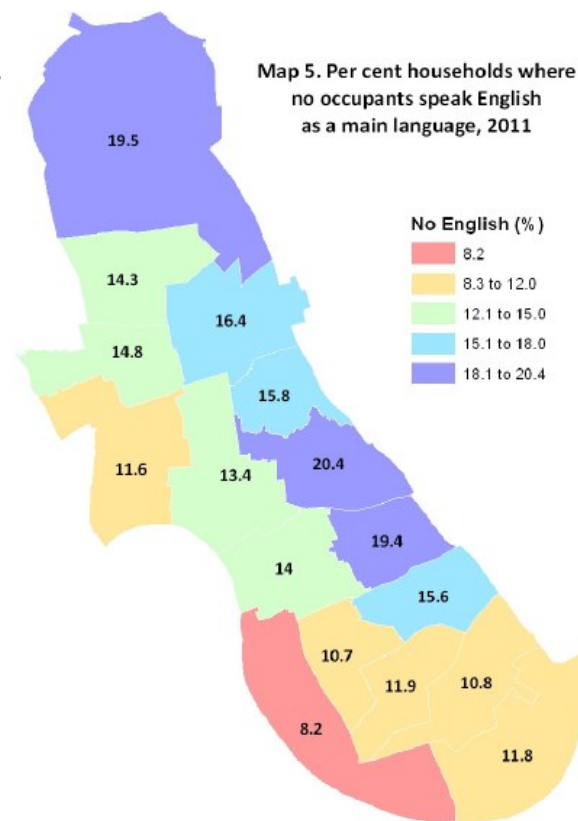 Map 5. Per cent households where
no occupants speak English
as a main language, 2011
19.5
No English (%)
8.2
8.3 to 12.0
12.1 to 15.0
15.1 to 18.0
18.1 to 20.4
14.3
16.4
14.8
15.8
11.6
13.4
20.4
19.4
14
15.6
10.7
11.9
10.8
8.2
11.8